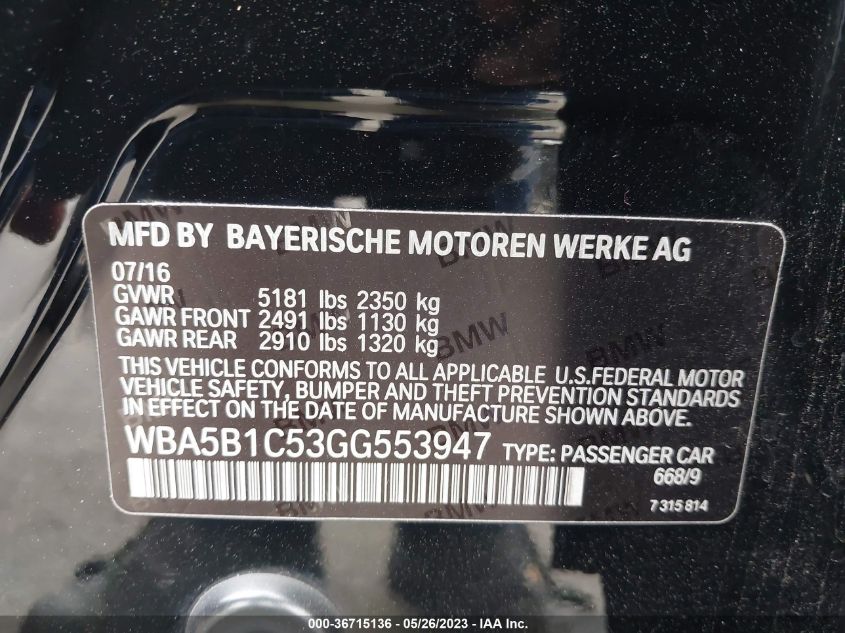 MFD BY BAYERISCHE MOTOREN WERKE AG
07/16
GVWR 5181 lbs 2350 kg
GAWR FRONT 2491 lbs 1130 kg
GAWR REAR 2910 lbs 1320 kg
THIS VEHICLE CONFORMS TO ALL APPLICABLE U.S.FEDERAL MOTOR
VEHICLE SAFETY, BUMPER AND THEFT PREVENTION STANDARDS
IN EFFECT ON THE DATE OF MANUFACTURE SHOWN ABOVE.
WBA5B1C53GG553947 TYPE: PASSENGER CAR
668/9
7315814
000-36715136 - 05/26/2023 - IAA Inc.